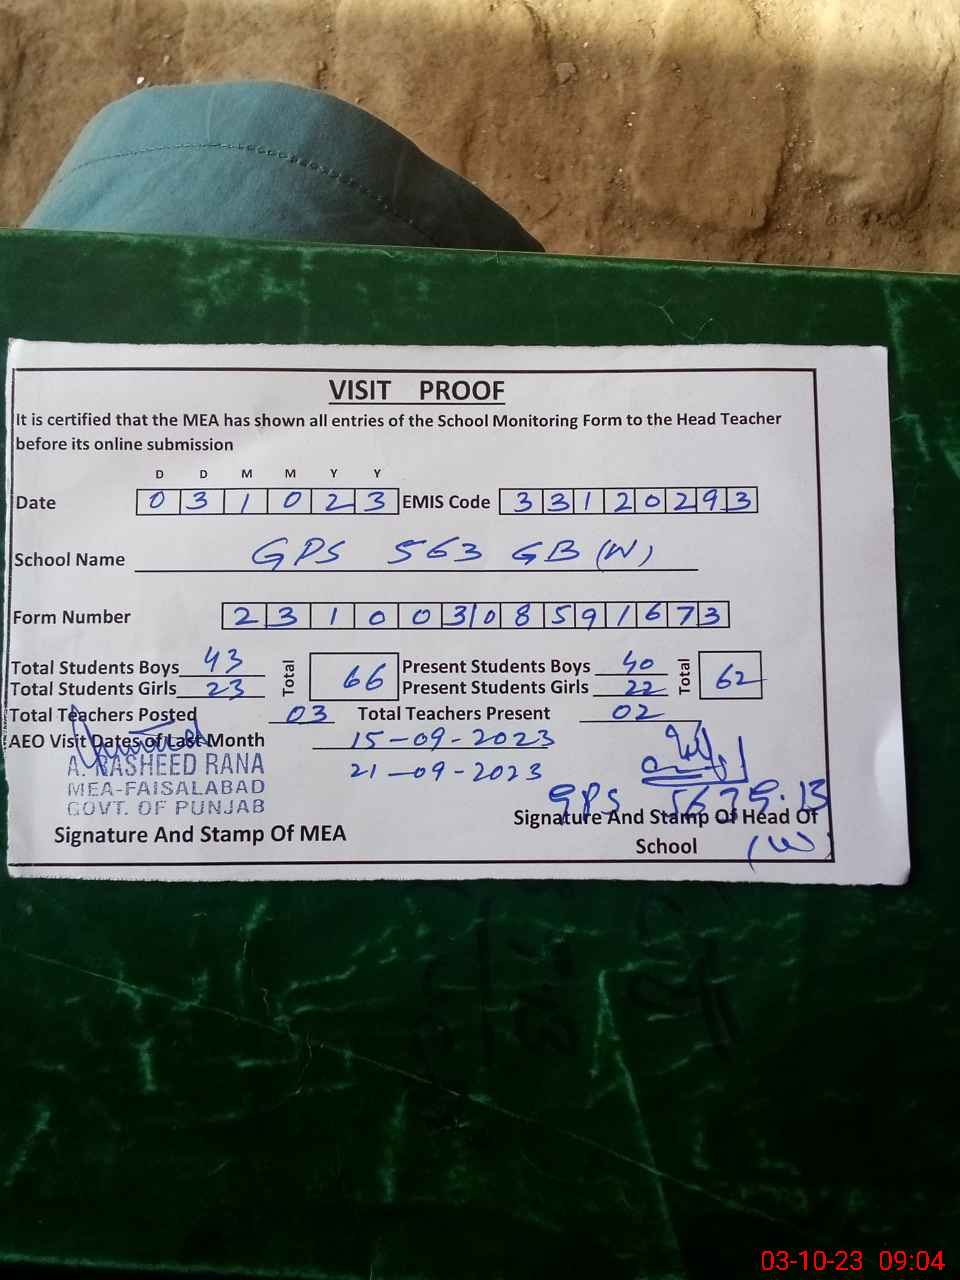 VISIT PROOF
It is certified that the MEA has shown all entries of the School Monitoring Form to the Head Teacher
before its online submission
D D M M Y Y
Date 0 3 1 0 2 3 EMIS Code 3 3 1 2 0 2 9 3
School Name GPS 563 GB (W)
Form Number 2 3 1 0 0 3 0 8 5 9 1 6 7 3
Total Students Boys 43 Total 66 Present Students Boys 40 Total 62
Total Students Girls 23 Present Students Girls 22
Total Teachers Posted 03 Total Teachers Present 02
AEO Visit Dates of Last Month 15-09-2023
21-09-2023
A. RASHEED RANA
MEA-FAISALABAD
GOVT. OF PUNJAB
Signature And Stamp Of MEA
GPS 563 G.B
(W)
Signature And Stamp Of Head Of
School
03-10-23 09:04